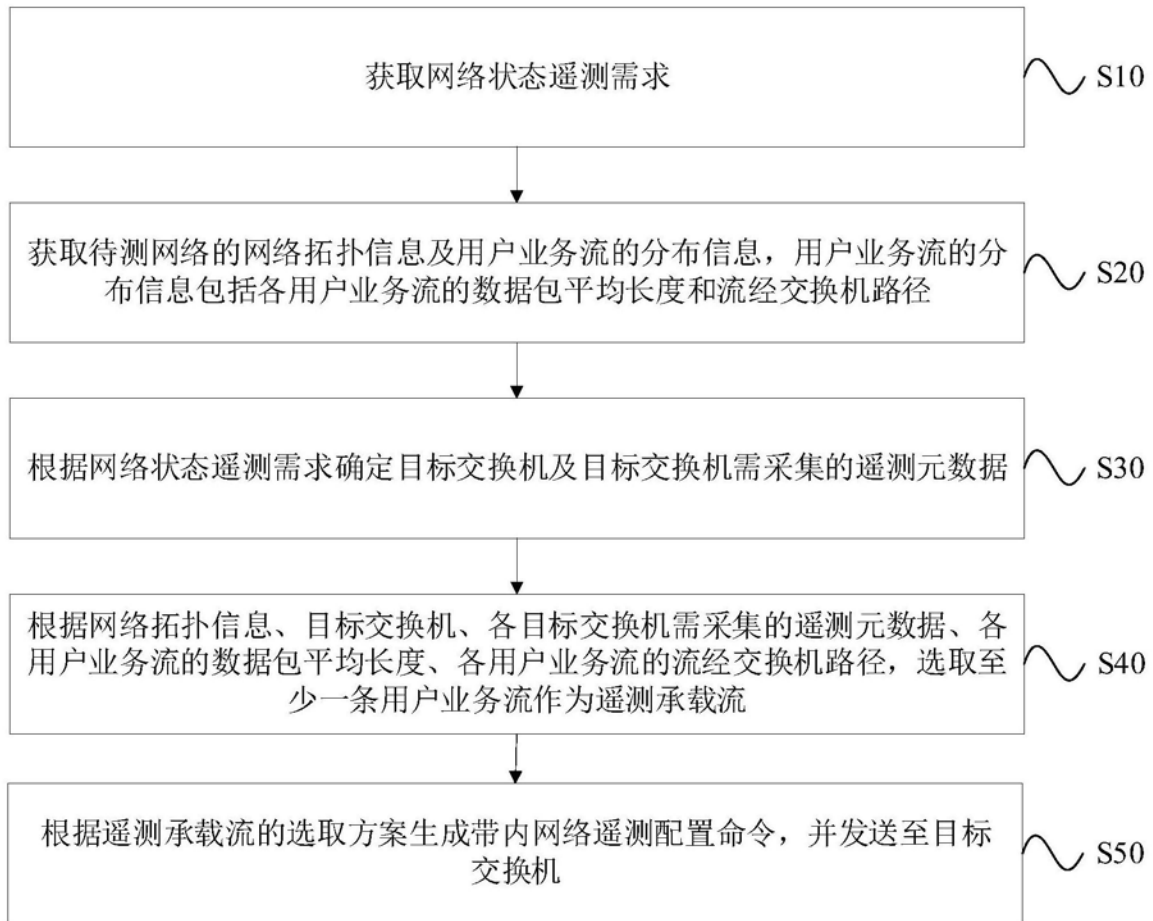 获取网络状态遥测需求
S10
获取待测网络的网络拓扑信息及用户业务流的分布信息，用户业务流的分
布信息包括各用户业务流的数据包平均长度和流经交换机路径
S20
根据网络状态遥测需求确定目标交换机及目标交换机需采集的遥测元数据
S30
根据网络拓扑信息、目标交换机、各目标交换机需采集的遥测元数据、各
用户业务流的数据包平均长度、各用户业务流的流经交换机路径，选取至
少一条用户业务流作为遥测承载流
S40
根据遥测承载流的选取方案生成带内网络遥测配置命令，并发送至目标
交换机
S50